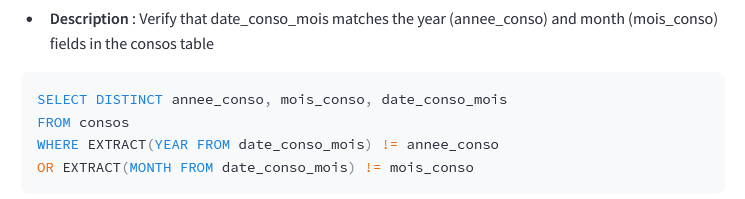 • Description : Verify that date_conso_mois matches the year (annee_conso) and month (mois_conso)
fields in the consos table
SELECT DISTINCT annee_conso, mois_conso, date_conso_mois
FROM consos
WHERE EXTRACT(YEAR FROM date_conso_mois) != annee_conso
OR EXTRACT(MONTH FROM date_conso_mois) != mois_conso